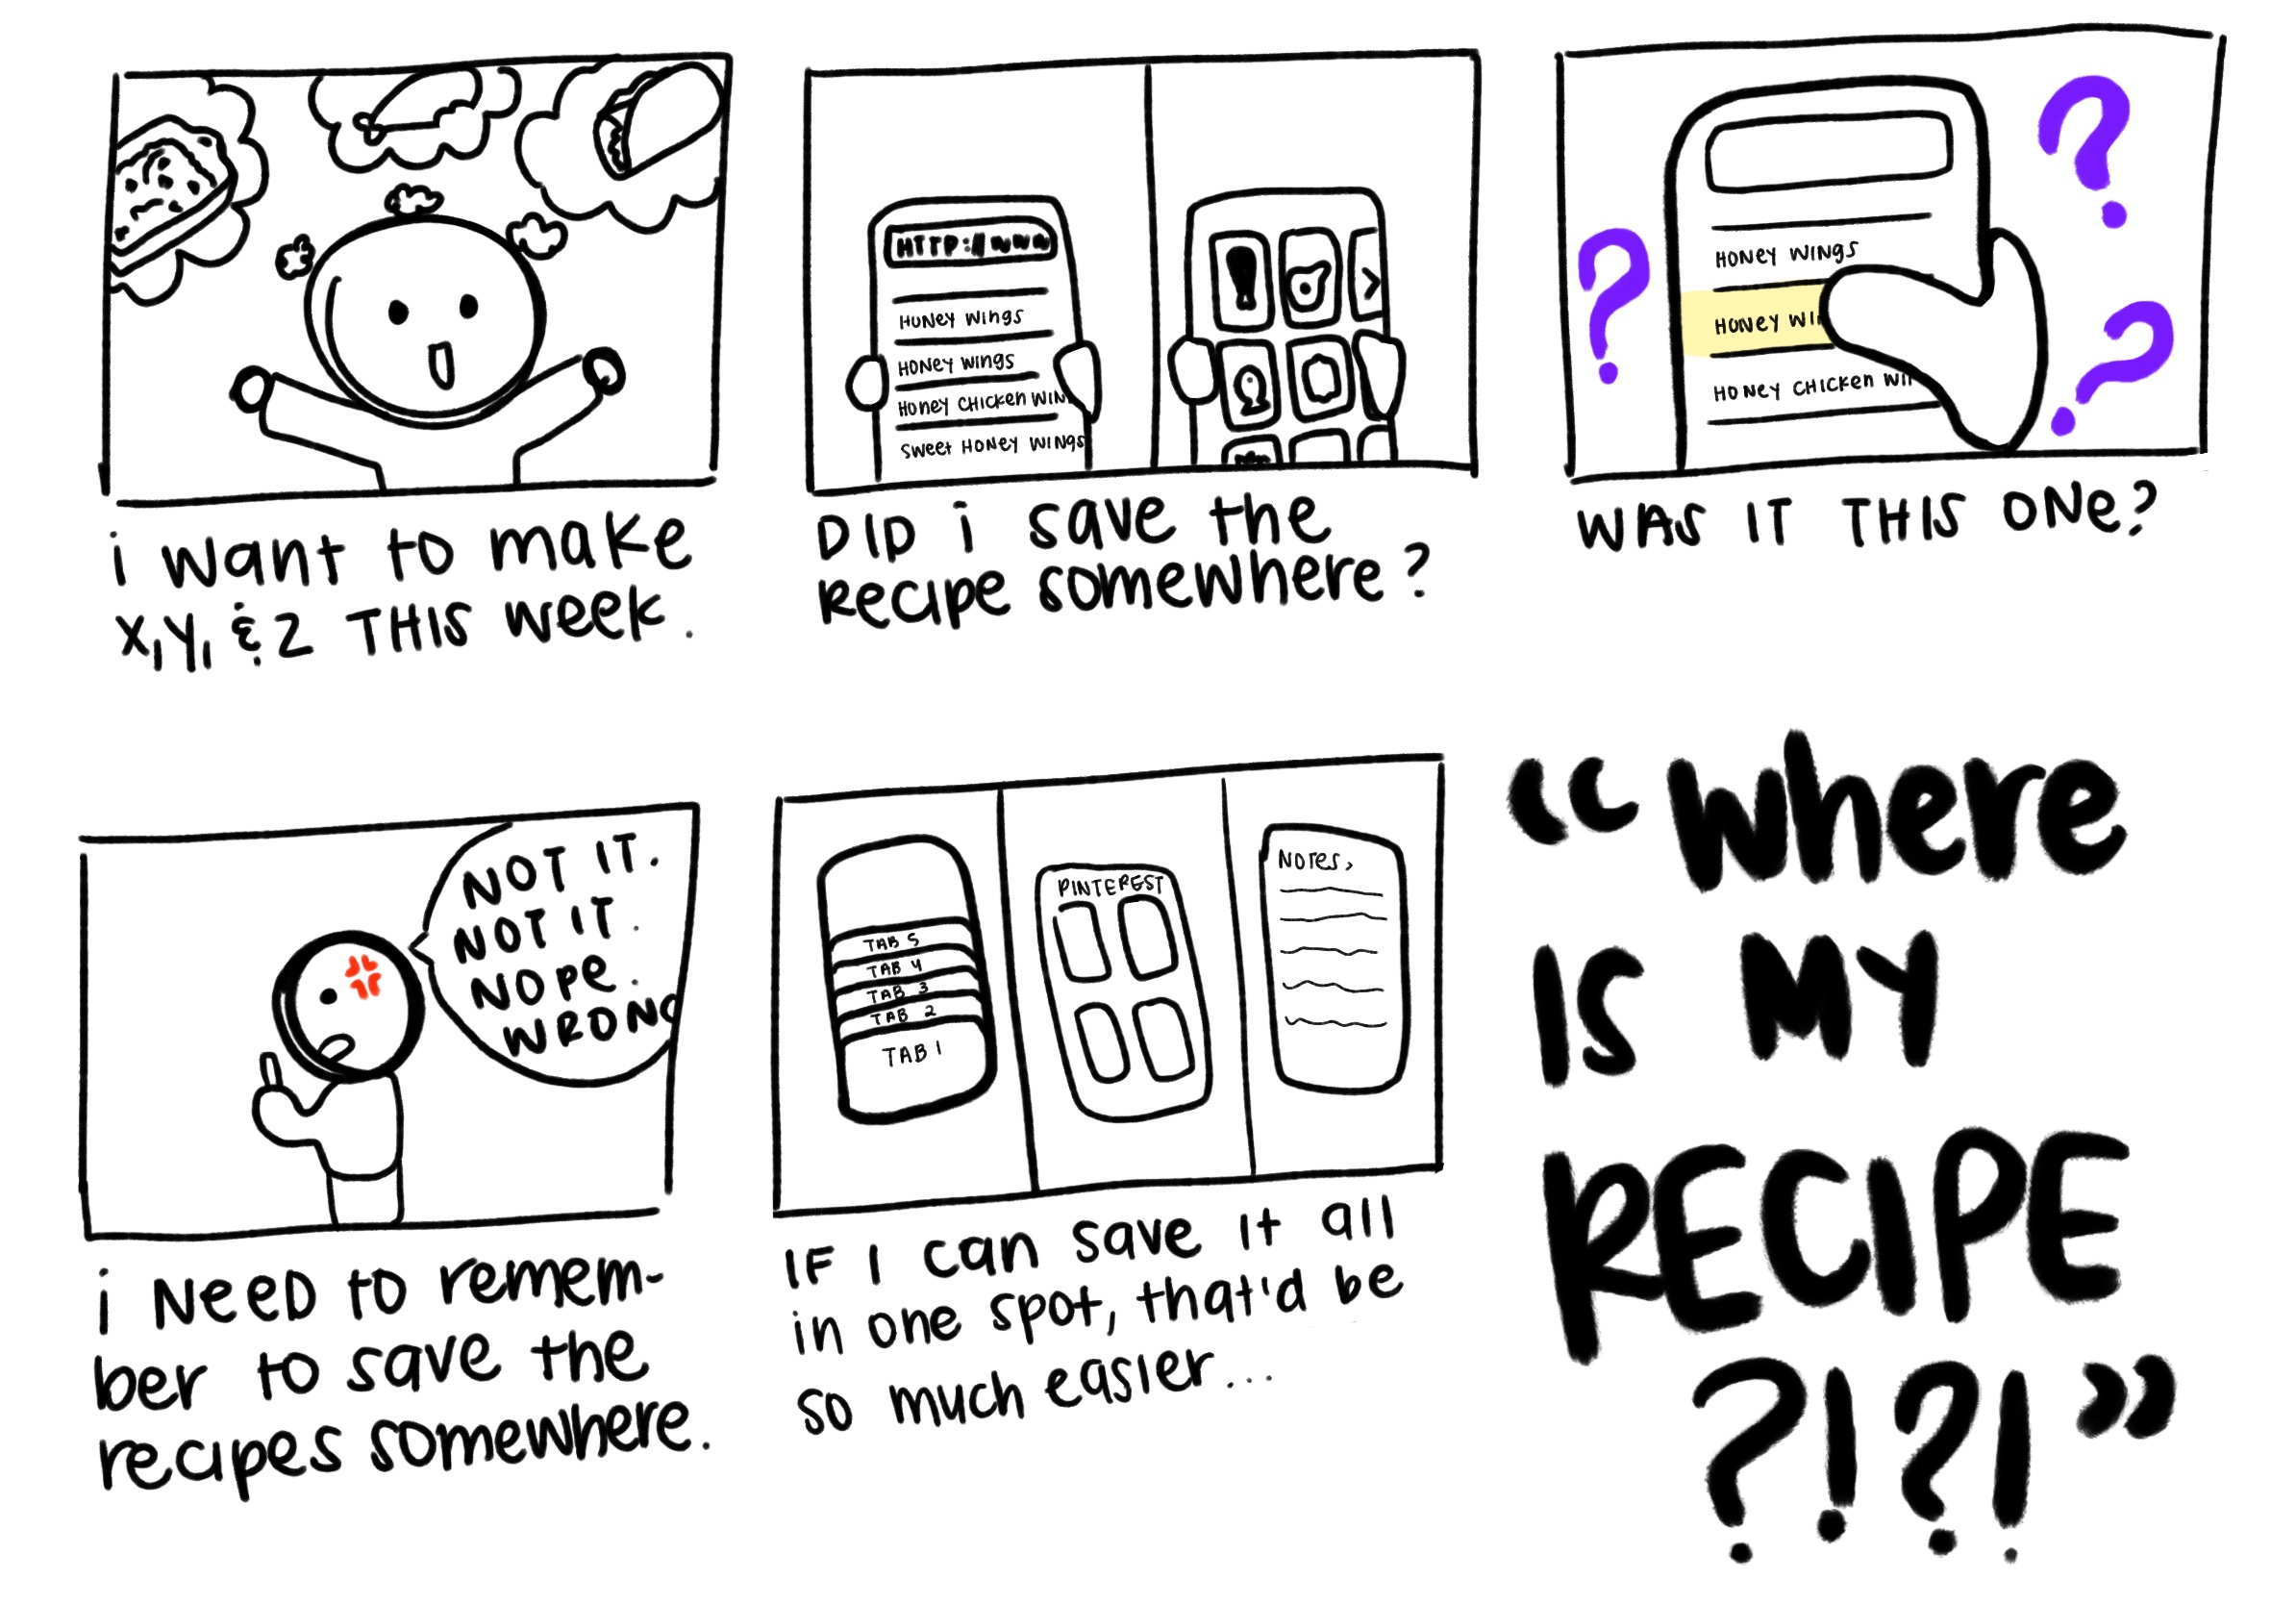 i want to make
X, Y, & Z THIS week.
HTTP://www
HONEY WINGS
HONEY WINGS
HONEY CHICKEN WIN
SWEET HONEY WINGS
DID i save the
RECIPE somewhere?
HONEY WINGS
HONEY WI
HONEY CHICKEN WI
WAS IT THIS ONE?
NOT IT.
NOT IT.
NOPE.
WRONG
i NEED to remem-
ber to save the
recipes somewhere.
TAB 5
TAB 4
TAB 3
TAB 2
TAB 1
PINTEREST
NOTES,
IF I can save it all
in one spot, that'd be
so much easier...
“where
IS MY
RECIPE
?!?!”